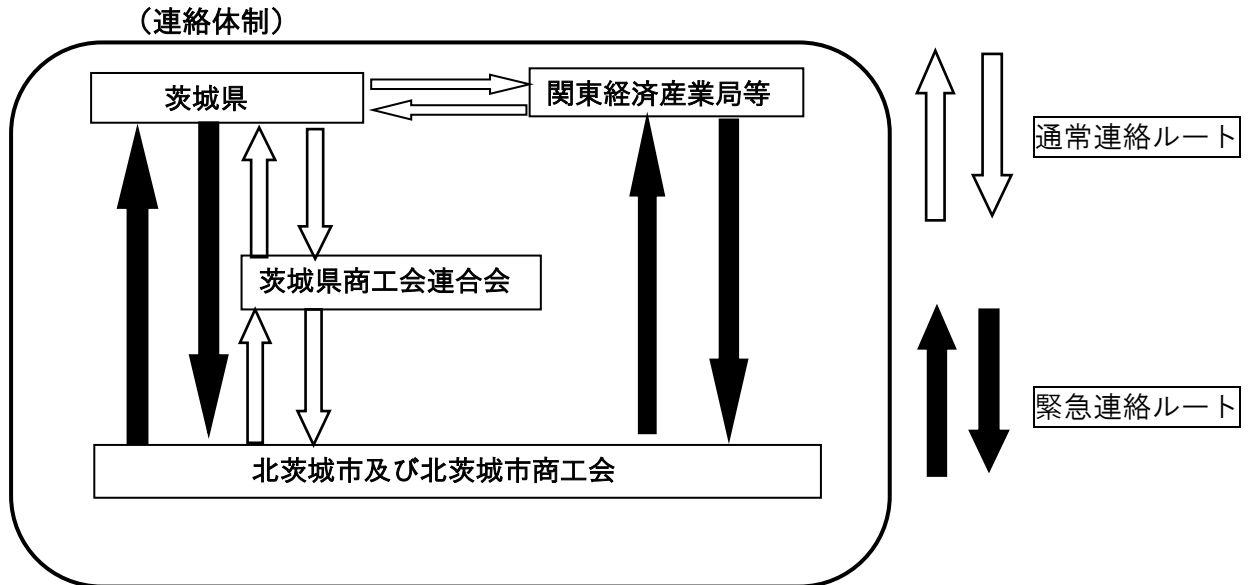 （連絡体制）
茨城県
関東経済産業局等
通常連絡ルート
茨城県商工会連合会
緊急連絡ルート
北茨城市及び北茨城市商工会